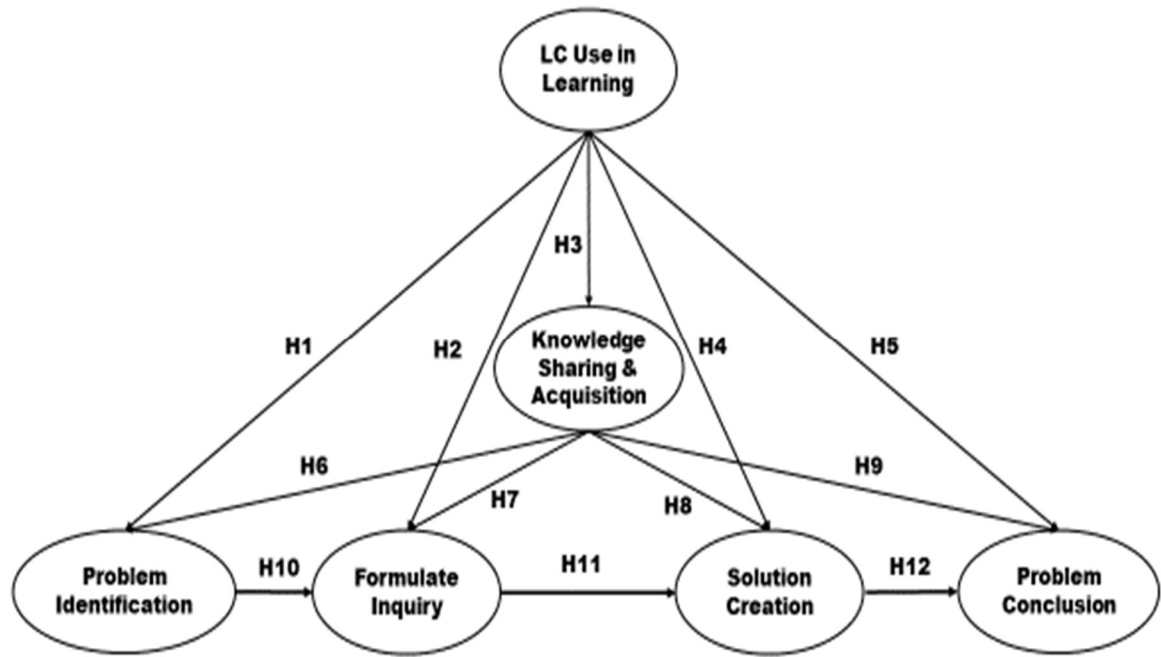 LC Use in
Learning
H3
H1
H2
H4
H5
Knowledge
Sharing &
Acquisition
H6
H7
H8
H9
Problem
Identification
H10
Formulate
Inquiry
H11
Solution
Creation
H12
Problem
Conclusion